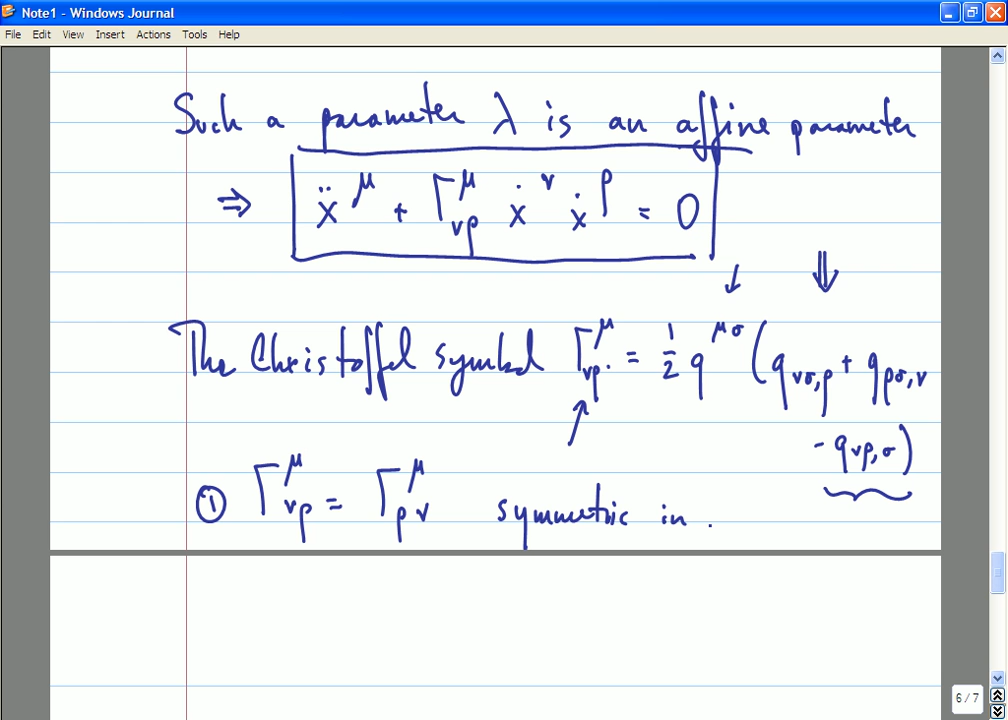 Note1 - Windows Journal
File Edit View Insert Actions Tools Help
Such a parameter λ is an affine parameter
⇒ ẍ^μ + Γ^μ_νρ ẋ^ν ẋ^ρ = 0
↓ ⇓
The Christoffel symbol Γ^μ_νρ = 1/2 g^μσ (g_νσ,ρ + g_ρσ,ν
- g_νρ,σ)
① Γ^μ_νρ = Γ^μ_ρν symmetric in .
6 / 7